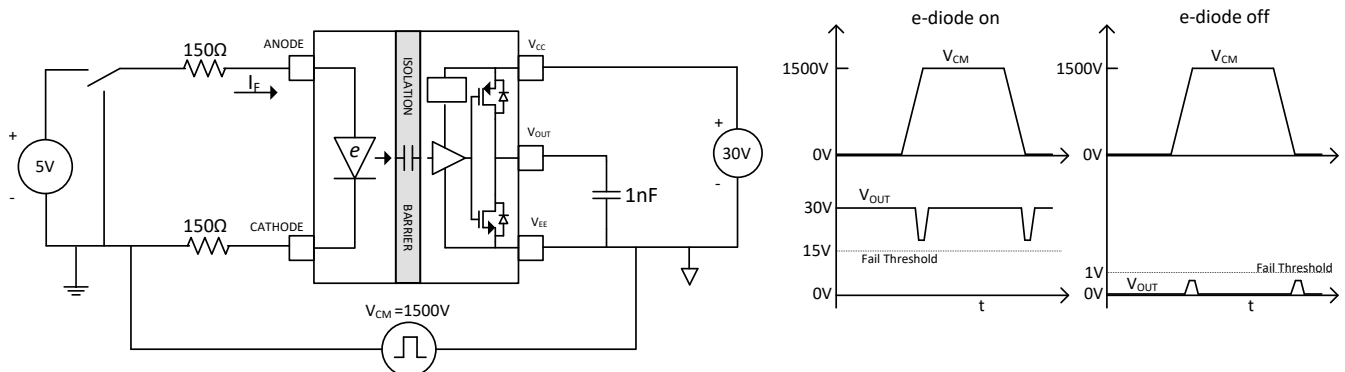 150Ω
ANODE
I_F
ISOLATION
BARRIER
e
V_CC
V_OUT
V_EE
+
5V
-
150Ω
CATHODE
1nF
+
30V
-
V_CM =1500V
e-diode on
1500V
V_CM
0V
V_OUT
30V
15V
Fail Threshold
0V
t
e-diode off
1500V
V_CM
0V
1V
Fail Threshold
V_OUT
0V
t